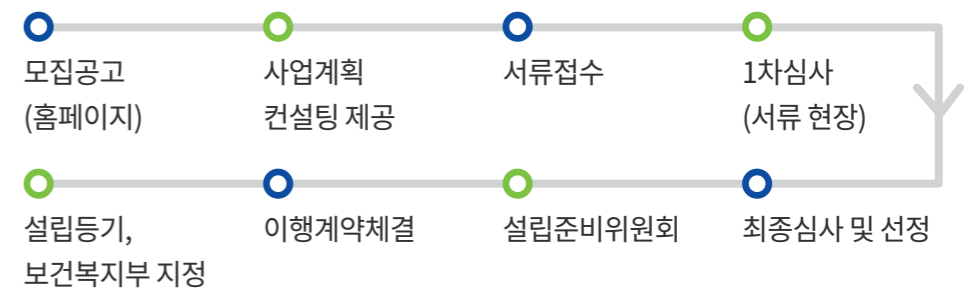 모집공고
(홈페이지)
사업계획
컨설팅 제공
서류접수
1차심사
(서류 현장)
최종심사 및 선정
설립준비위원회
이행계약체결
설립등기,
보건복지부 지정